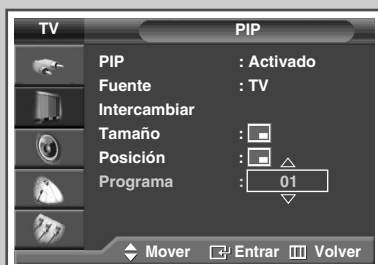 TV PIP
PIP : Activado
Fuente : TV
Intercambiar
Tamaño :
Posición :
Programa : 01
Mover Entrar Volver